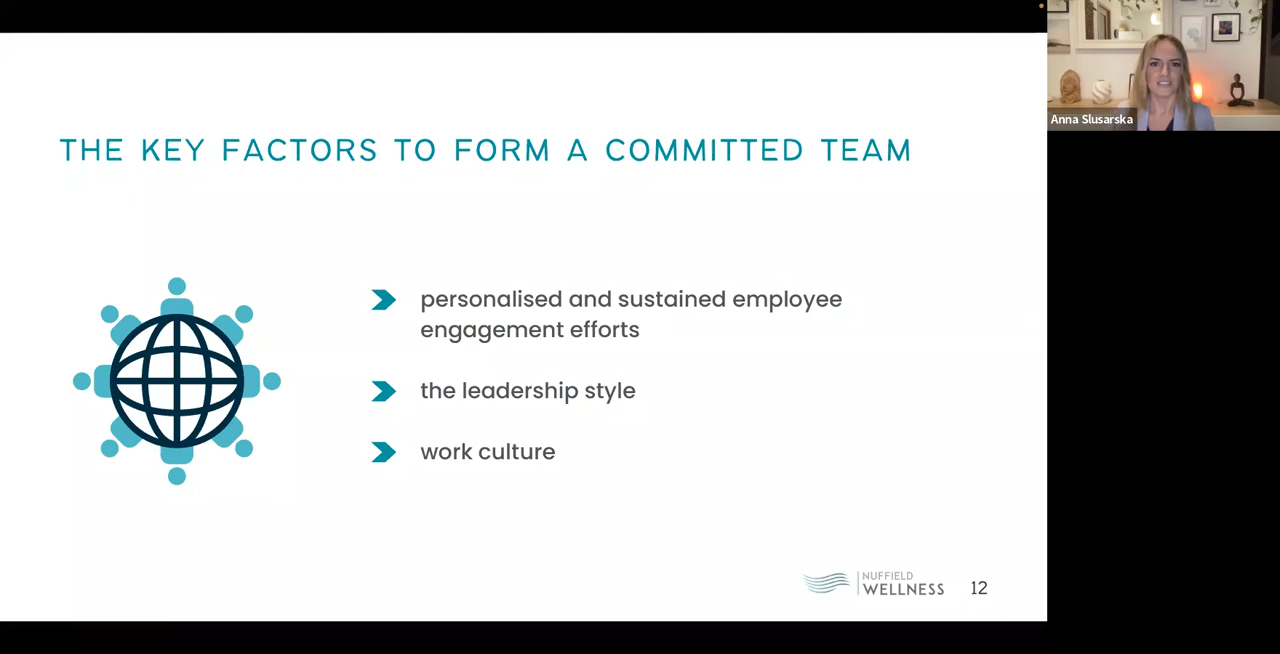 THE KEY FACTORS TO FORM A COMMITTED TEAM
personalised and sustained employee
engagement efforts
the leadership style
work culture
NUFFIELD
WELLNESS
12
Anna Slusarska